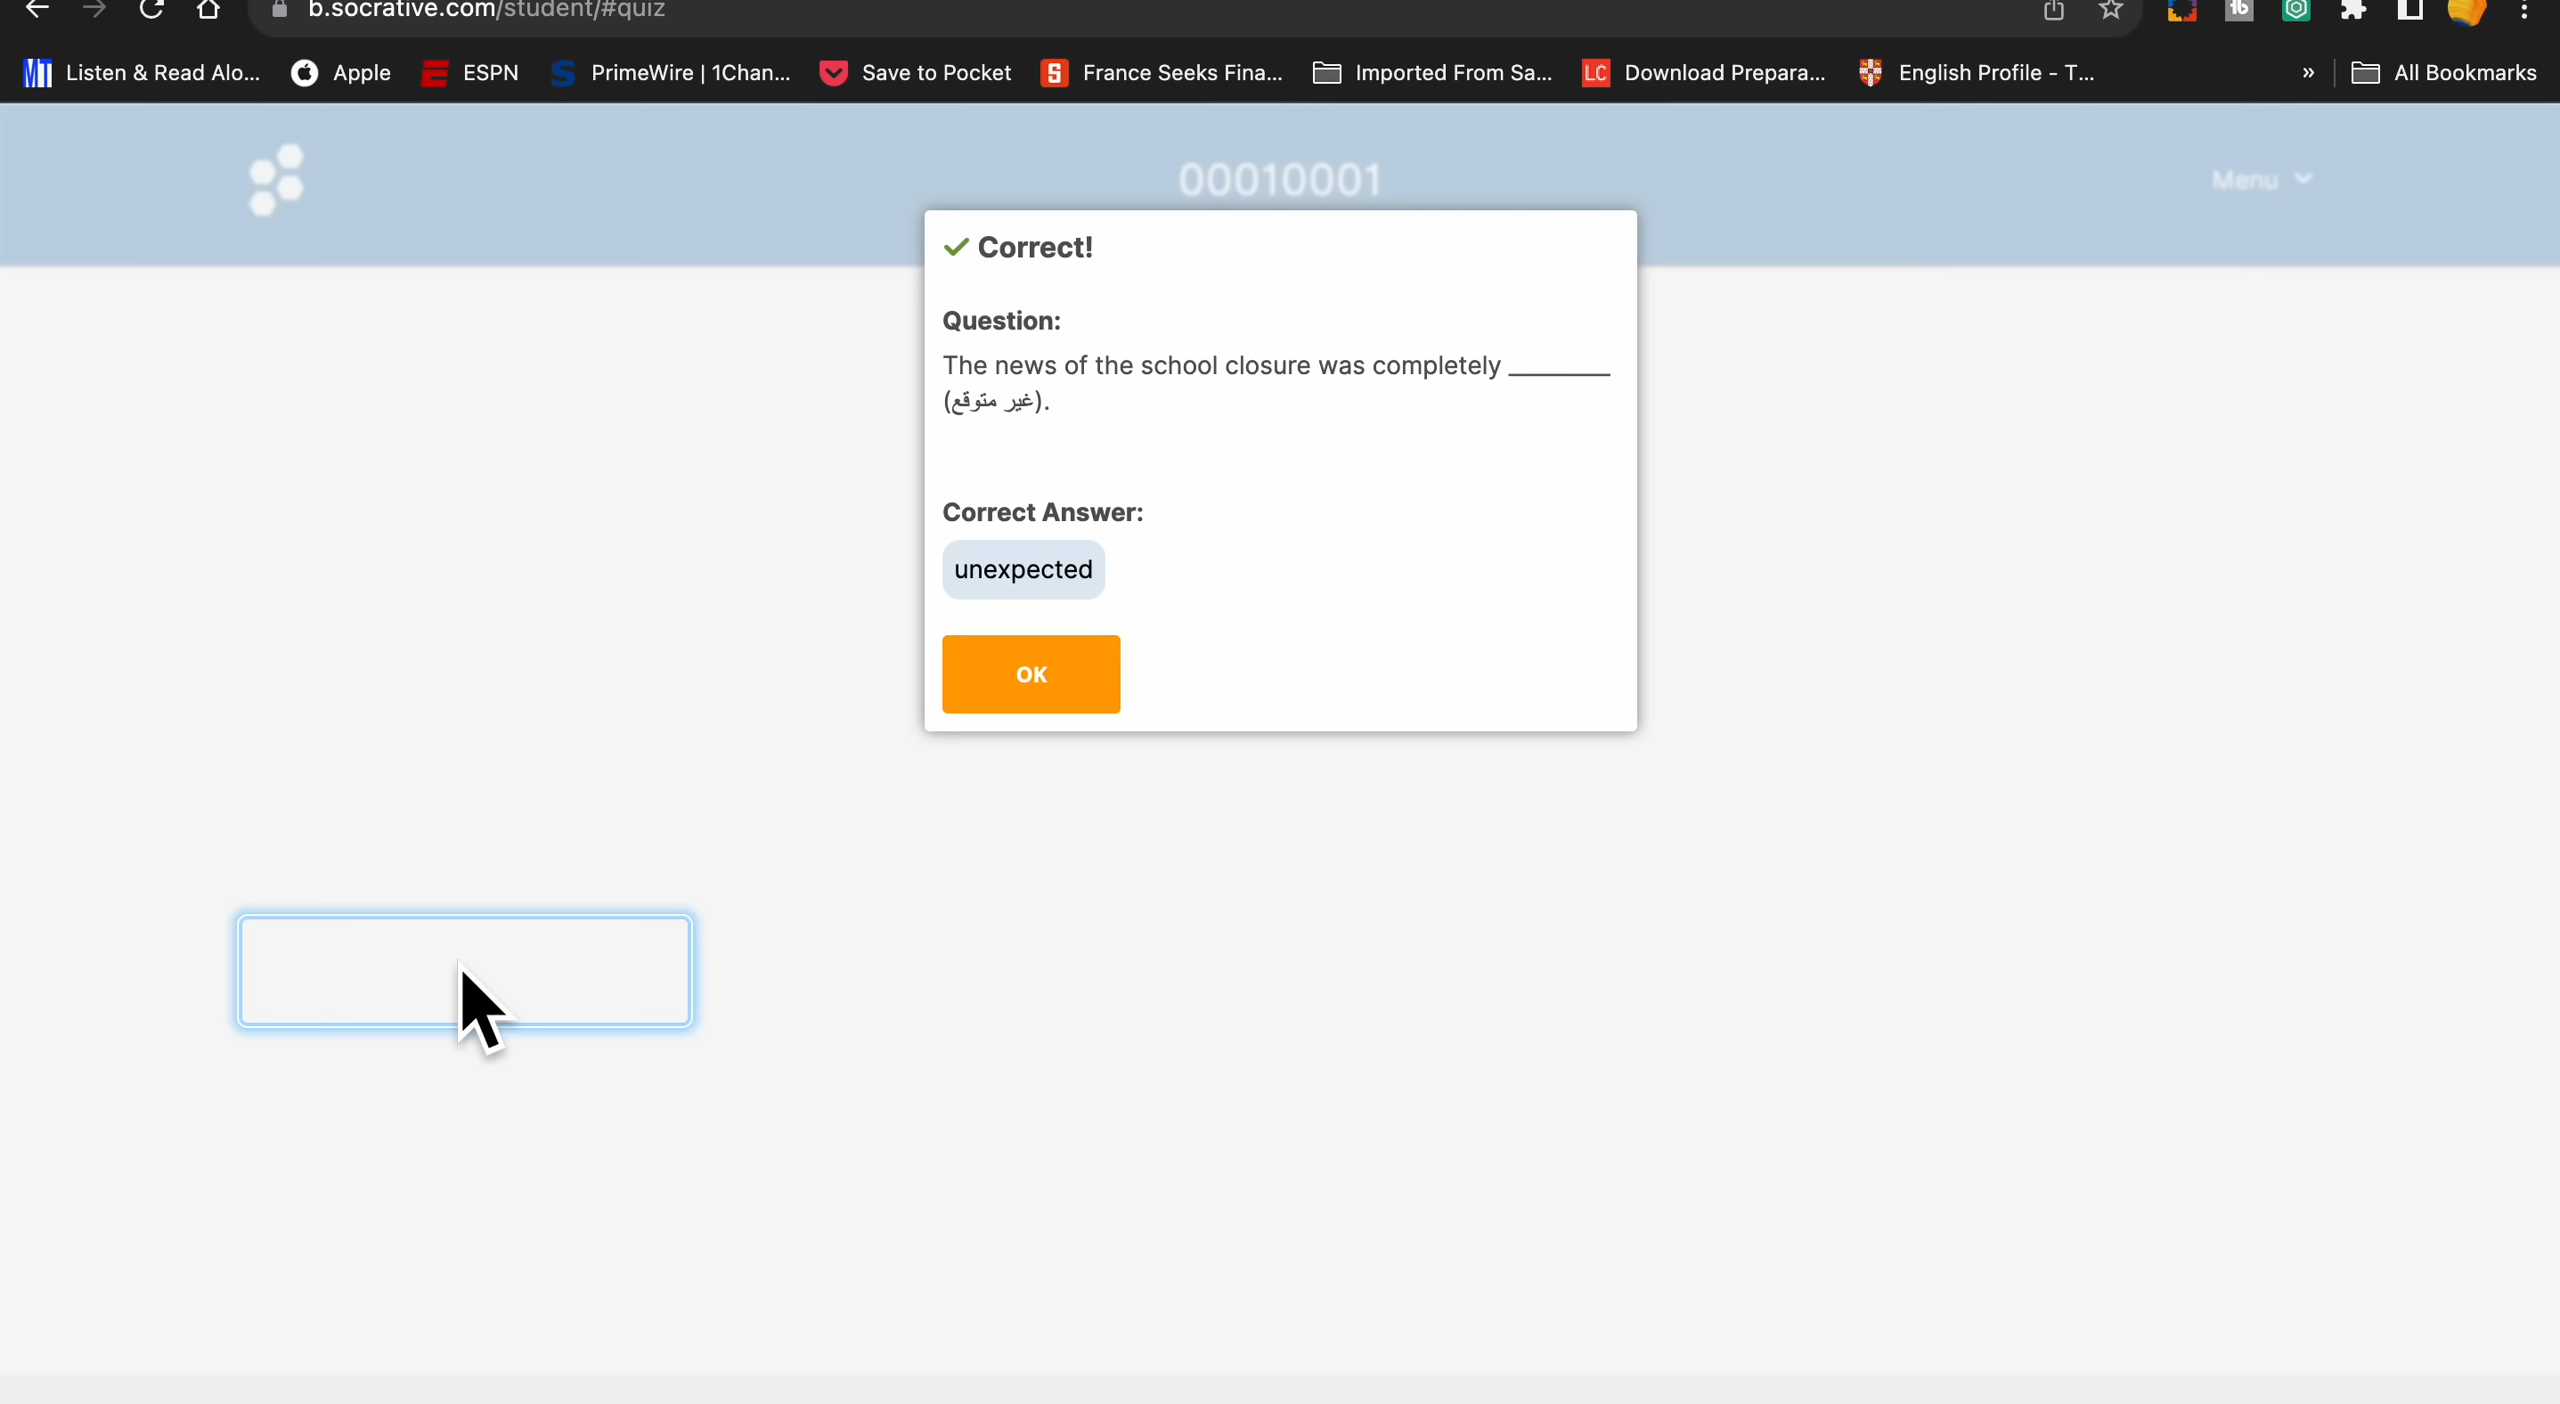 b.socrative.com/student/#quiz
Listen & Read Alo... Apple ESPN PrimeWire | 1Chan... Save to Pocket France Seeks Fina... Imported From Sa... Download Prepara... English Profile - T... » All Bookmarks
00010001 Menu
Correct!
Question:
The news of the school closure was completely ________
(غير متوقع).
Correct Answer:
unexpected
OK